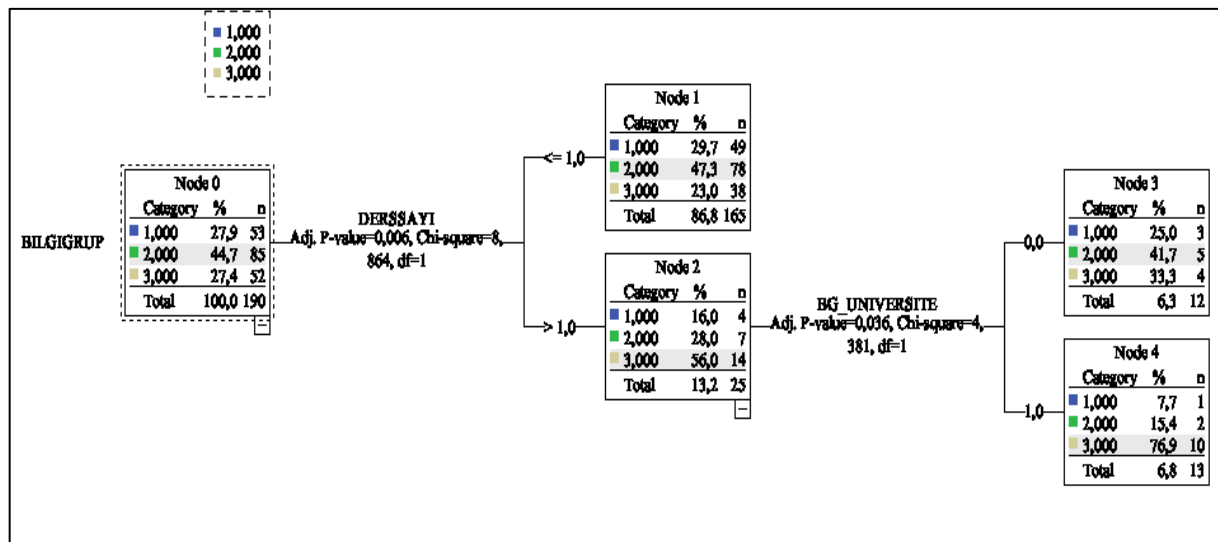 1,000
2,000
3,000
BILGIGRUP
Node 0
Category % n
1,000 27,9 53
2,000 44,7 85
3,000 27,4 52
Total 100,0 190
DERSSAYI
Adj. P-value=0,006, Chi-square=8,
864, df=1
<= 1,0
Node 1
Category % n
1,000 29,7 49
2,000 47,3 78
3,000 23,0 38
Total 86,8 165
> 1,0
Node 2
Category % n
1,000 16,0 4
2,000 28,0 7
3,000 56,0 14
Total 13,2 25
BG_UNIVERSITE
Adj. P-value=0,036, Chi-square=4,
381, df=1
0,0
Node 3
Category % n
1,000 25,0 3
2,000 41,7 5
3,000 33,3 4
Total 6,3 12
1,0
Node 4
Category % n
1,000 7,7 1
2,000 15,4 2
3,000 76,9 10
Total 6,8 13